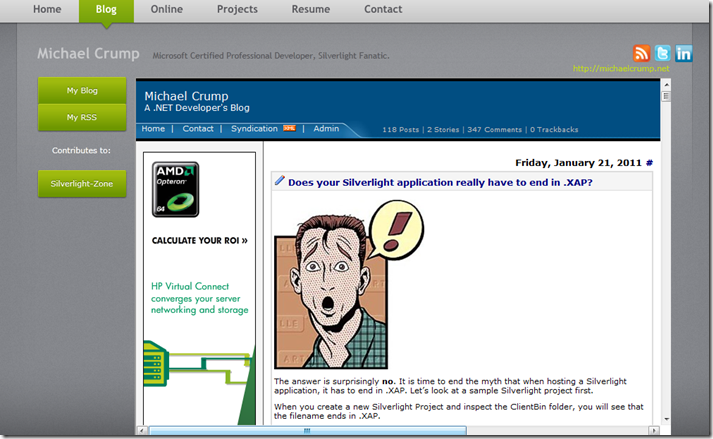 Home Blog Online Projects Resume Contact
Michael Crump Microsoft Certified Professional Developer, Silverlight Fanatic.
http://michaelcrump.net
My Blog
My RSS
Contributes to:
Silverlight-Zone
Michael Crump
A .NET Developer's Blog
Home | Contact | Syndication XML | Admin
118 Posts | 2 Stories | 347 Comments | 0 Trackbacks
AMD
Opteron
64
CALCULATE YOUR ROI »
HP Virtual Connect
converges your server
networking and storage
Friday, January 21, 2011 #
Does your Silverlight application really have to end in .XAP?
!
The answer is surprisingly no. It is time to end the myth that when hosting a Silverlight
application, it has to end in .XAP. Let's look at a sample Silverlight project first.
When you create a new Silverlight Project and inspect the ClientBin folder, you will see that
the filename ends in .XAP.